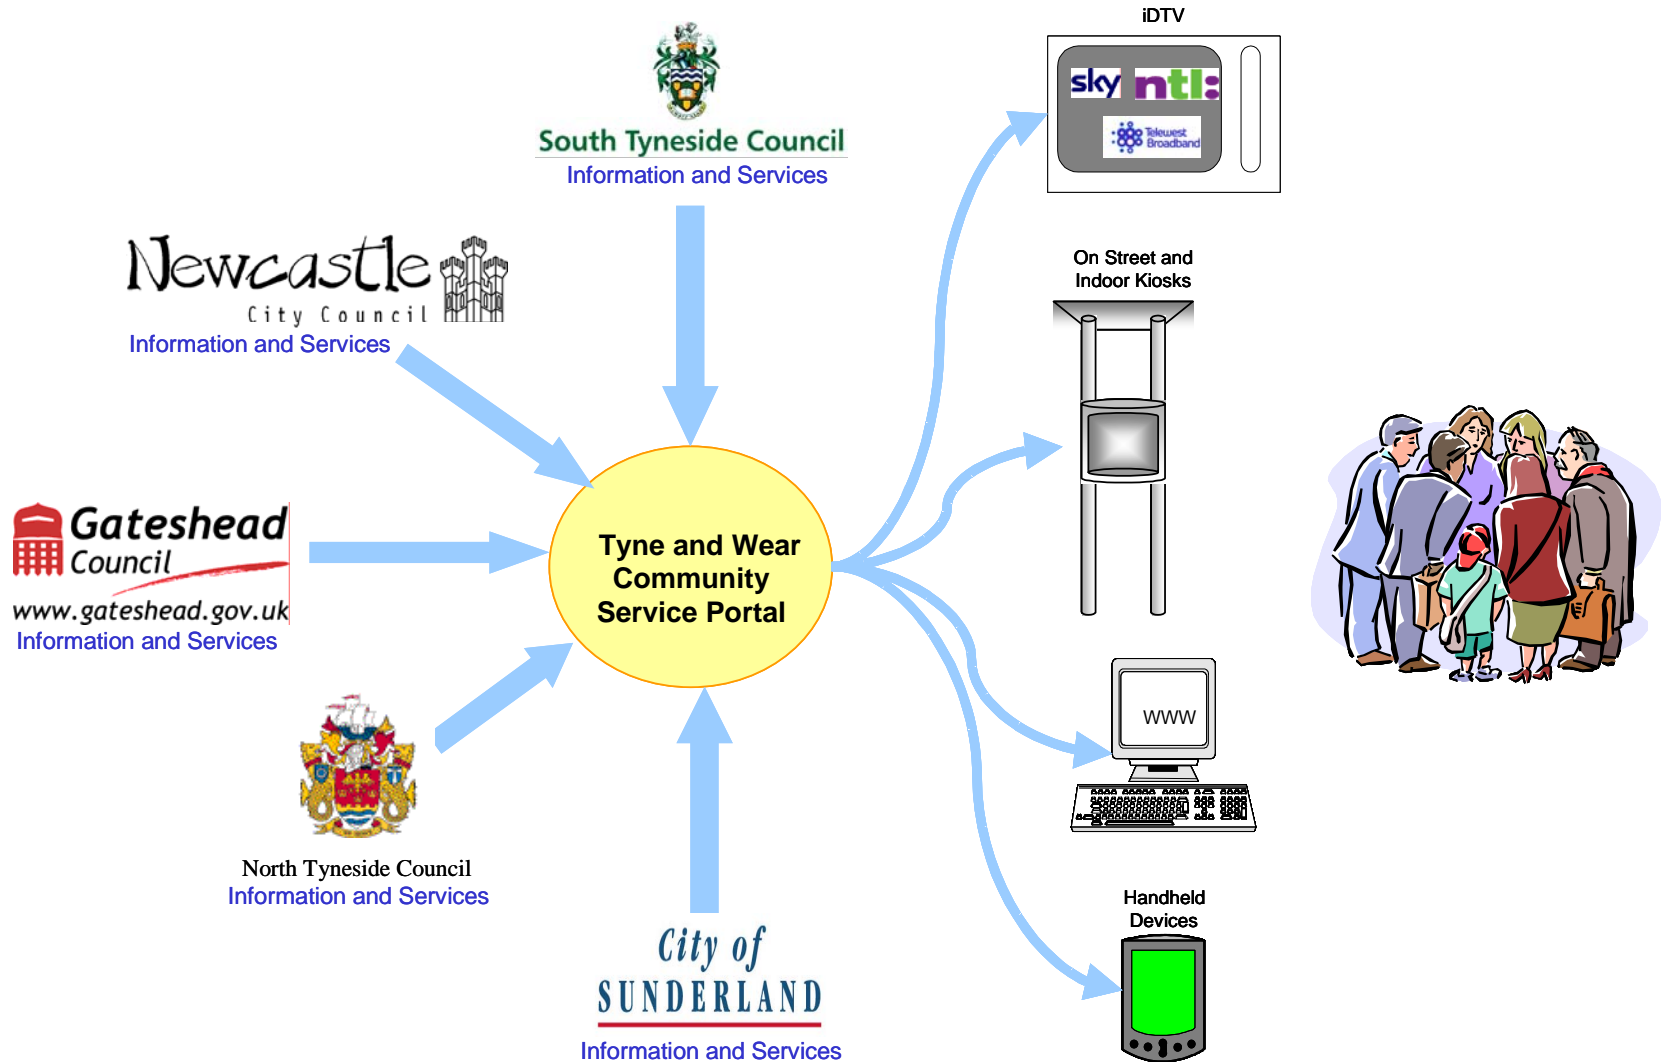 iDTV
sky ntl:
Telewest
Broadband
South Tyneside Council
Information and Services
Newcastle
City Council
Information and Services
On Street and
Indoor Kiosks
Gateshead
Council
www.gateshead.gov.uk
Information and Services
Tyne and Wear
Community
Service Portal
www
North Tyneside Council
Information and Services
Handheld
Devices
City of
SUNDERLAND
Information and Services